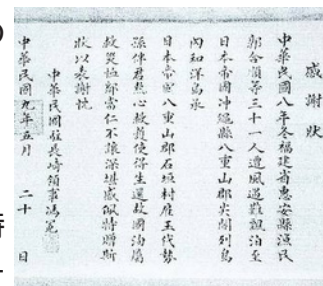 感謝狀
中華民國八年冬福建省惠安縣漁民
郭合順等三十一人遭風遇難飄泊至
日本帝國沖繩縣八重山郡尖閣列島
內和洋島承
日本帝國八重山郡石垣村雇玉代勢
孫伴君熱心救護使得生還故國洵屬
救災恤鄰當仁不讓深堪感佩特贈斯
狀以表謝忱
中華民國駐長崎領事馮冕
中華民國九年五月二十日
の
時